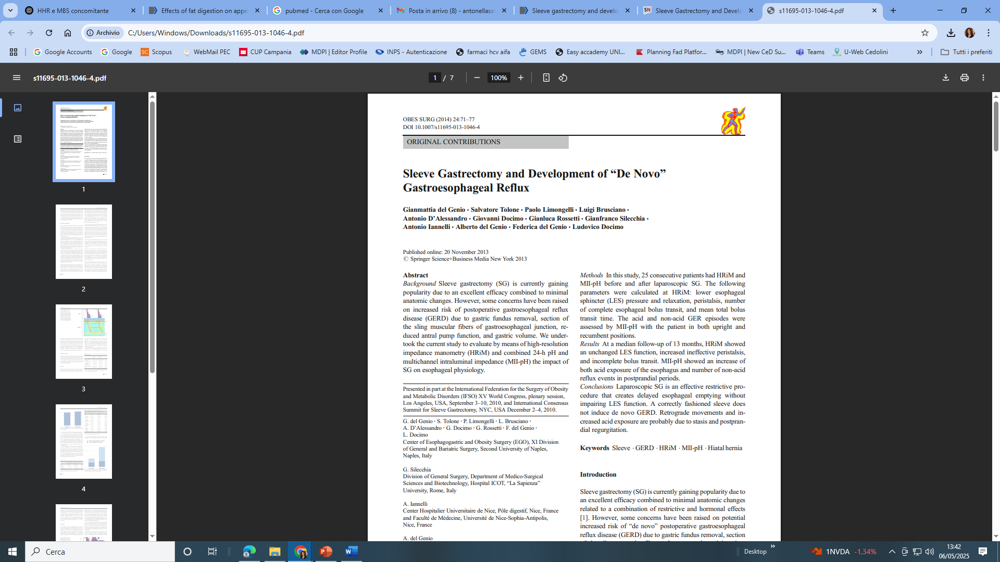 HHR e MBS concomitante
Effects of fat digestion on appe
pubmed - Cerca con Google
Posta in arrivo (8) - antonellasa
Sleeve gastrectomy and develo
SN
Sleeve Gastrectomy and Develo
s11695-013-1046-4.pdf
Archivio
C:/Users/Windows/Downloads/s11695-013-1046-4.pdf
Google Accounts
Google
SC
Scopus
WebMail PEC
CUP Campania
MDPI | Editor Profile
INPS - Autenticazione
farmaci hcv aifa
GEMS
Easy accademy UNI...
Planning Fad Platfor...
MDPI | New CeD Su...
Teams
U-Web Cedolini
Tutti i preferiti
s11695-013-1046-4.pdf
1 / 7
100%
1
2
3
4
OBES SURG (2014) 24:71–77
DOI 10.1007/s11695-013-1046-4
ORIGINAL CONTRIBUTIONS
Sleeve Gastrectomy and Development of “De Novo”
Gastroesophageal Reflux
Gianmattia del Genio · Salvatore Tolone · Paolo Limongelli · Luigi Brusciano ·
Antonio D’Alessandro · Giovanni Docimo · Gianluca Rossetti · Gianfranco Silecchia ·
Antonio Iannelli · Alberto del Genio · Federica del Genio · Ludovico Docimo
Published online: 20 November 2013
© Springer Science+Business Media New York 2013
Abstract
Background Sleeve gastrectomy (SG) is currently gaining
popularity due to an excellent efficacy combined to minimal
anatomic changes. However, some concerns have been raised
on increased risk of postoperative gastroesophageal reflux
disease (GERD) due to gastric fundus removal, section of
the sling muscular fibers of gastroesophageal junction, re-
duced antral pump function, and gastric volume. We under-
took the current study to evaluate by means of high-resolution
impedance manometry (HRiM) and combined 24-h pH and
multichannel intraluminal impedance (MII-pH) the impact of
SG on esophageal physiology.
Presented in part at the International Federation for the Surgery of Obesity
and Metabolic Disorders (IFSO) XV World Congress, plenary session,
Los Angeles, USA, September 3–10, 2010, and International Consensus
Summit for Sleeve Gastrectomy, NYC, USA December 2–4, 2010.
G. del Genio · S. Tolone · P. Limongelli · L. Brusciano ·
A. D’Alessandro · G. Docimo · G. Rossetti · F. del Genio ·
L. Docimo
Center of Esophagogastric and Obesity Surgery (EGO), XI Division
of General and Bariatric Surgery, Second University of Naples,
Naples, Italy
G. Silecchia
Division of General Surgery, Department of Medico-Surgical
Sciences and Biotechnology, Hospital ICOT, “La Sapienza”
University, Rome, Italy
A. Iannelli
Center Hospitalier Universitaire de Nice, Pôle digestif, Nice, France
and Faculté de Médecine, Université de Nice-Sophia-Antipolis,
Nice, France
A. del Genio
Methods In this study, 25 consecutive patients had HRiM and
MII-pH before and after laparoscopic SG. The following
parameters were calculated at HRiM: lower esophageal
sphincter (LES) pressure and relaxation, peristalsis, number
of complete esophageal bolus transit, and mean total bolus
transit time. The acid and non-acid GER episodes were
assessed by MII-pH with the patient in both upright and
recumbent positions.
Results At a median follow-up of 13 months, HRiM showed
an unchanged LES function, increased ineffective peristalsis,
and incomplete bolus transit. MII-pH showed an increase of
both acid exposure of the esophagus and number of non-acid
reflux events in postprandial periods.
Conclusions Laparoscopic SG is an effective restrictive pro-
cedure that creates delayed esophageal emptying without
impairing LES function. A correctly fashioned sleeve does
not induce de novo GERD. Retrograde movements and in-
creased acid exposure are probably due to stasis and postpran-
dial regurgitation.
Keywords Sleeve · GERD · HRiM · MII-pH · Hiatal hernia
Introduction
Sleeve gastrectomy (SG) is currently gaining popularity due to
an excellent efficacy combined to minimal anatomic changes
related to a combination of restrictive and hormonal effects
[1]. However, some concerns have been raised on potential
increased risk of “de novo” postoperative gastroesophageal
reflux disease (GERD) due to gastric fundus removal, section
Cerca
Desktop
1NVDA -1,34%
13:42
06/05/2025